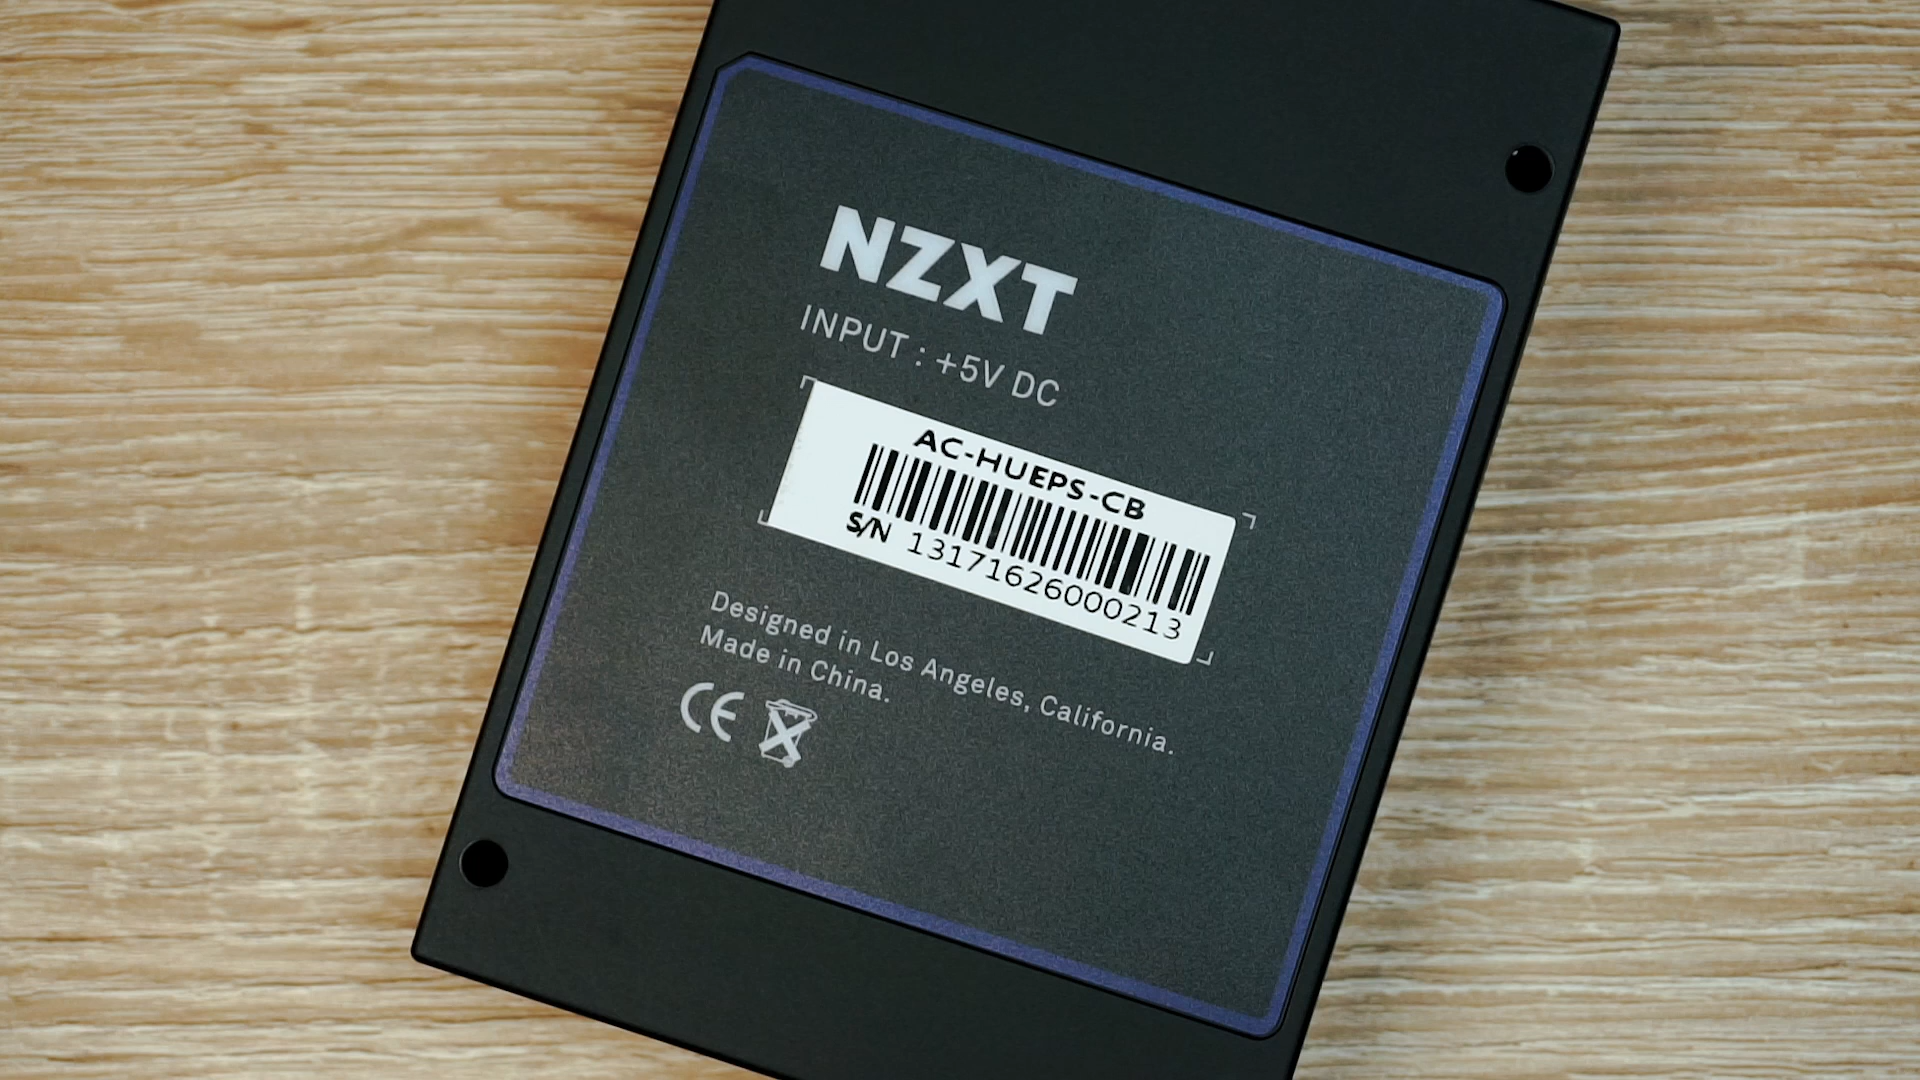 NZXT
INPUT : +5V DC
AC-HUEPS-CB
S/N 13171626000213
Designed in Los Angeles, California.
Made in China.
CE